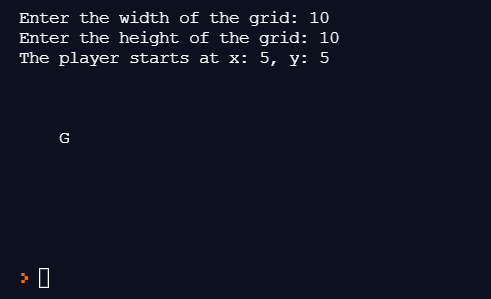 Enter the width of the grid: 10
Enter the height of the grid: 10
The player starts at x: 5, y: 5
G
>